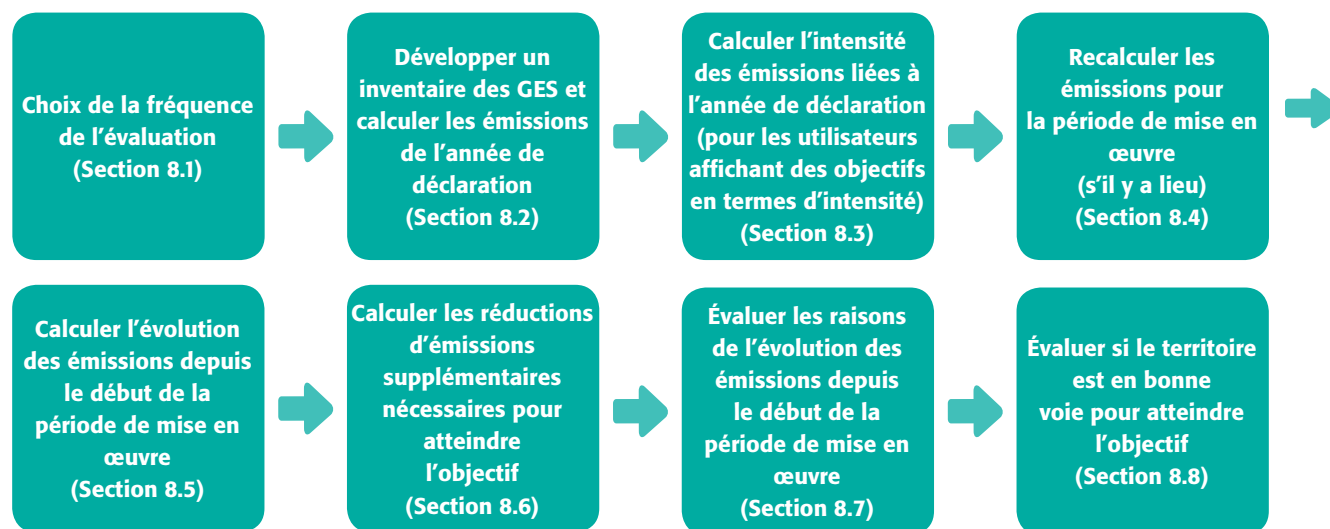 Choix de la fréquence
de l’évaluation
(Section 8.1)
Développer un
inventaire des GES et
calculer les émissions
de l’année de
déclaration
(Section 8.2)
Calculer l’intensité
des émissions liées à
l’année de déclaration
(pour les utilisateurs
affichant des objectifs
en termes d’intensité)
(Section 8.3)
Recalculer les
émissions pour
la période de mise en
œuvre
(s’il y a lieu)
(Section 8.4)
Calculer l’évolution
des émissions depuis
le début de la
période de mise en
œuvre
(Section 8.5)
Calculer les réductions
d’émissions
supplémentaires
nécessaires pour
atteindre
l’objectif
(Section 8.6)
Évaluer les raisons
de l’évolution des
émissions depuis
le début de la
période de mise en
œuvre
(Section 8.7)
Évaluer si le territoire
est en bonne
voie pour atteindre
l’objectif
(Section 8.8)